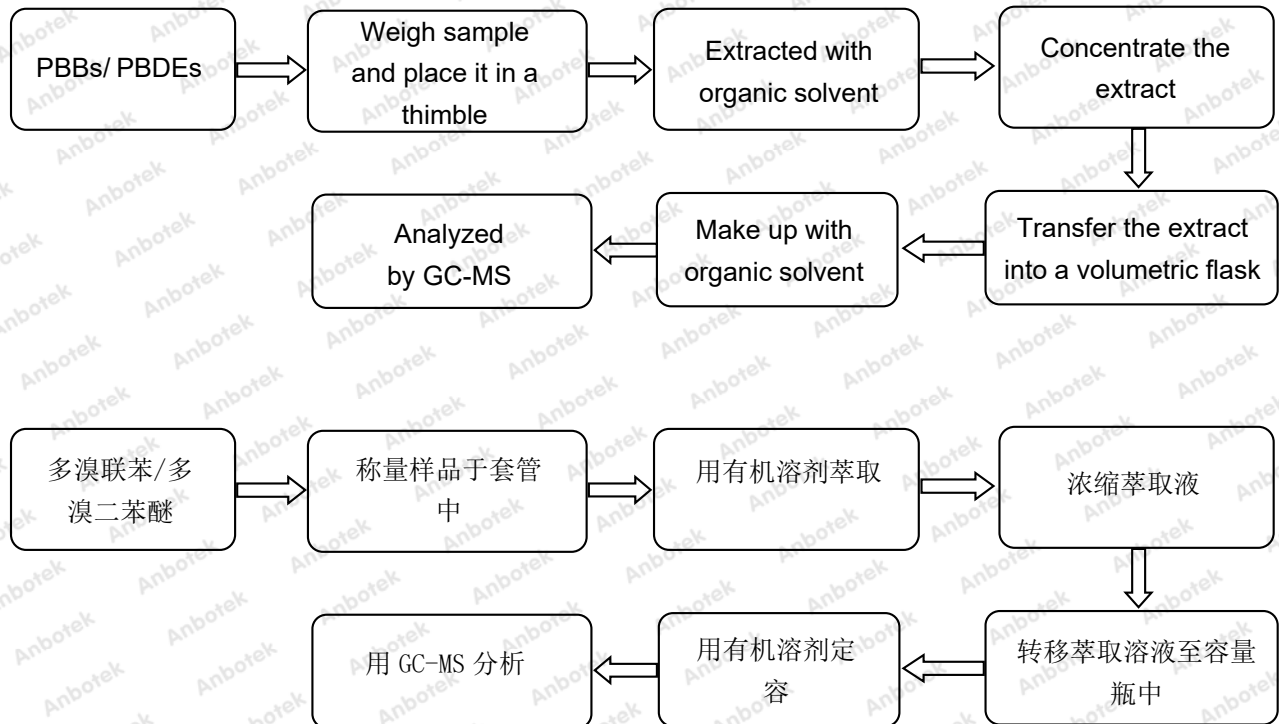 PBBs/ PBDEs
Weigh sample
and place it in a
thimble
Extracted with
organic solvent
Concentrate the
extract
Transfer the extract
into a volumetric flask
Make up with
organic solvent
Analyzed
by GC-MS
多溴联苯/多
溴二苯醚
称量样品于套管
中
用有机溶剂萃取
浓缩萃取液
转移萃取溶液至容量
瓶中
用有机溶剂定
容
用 GC-MS 分析
Anbotek